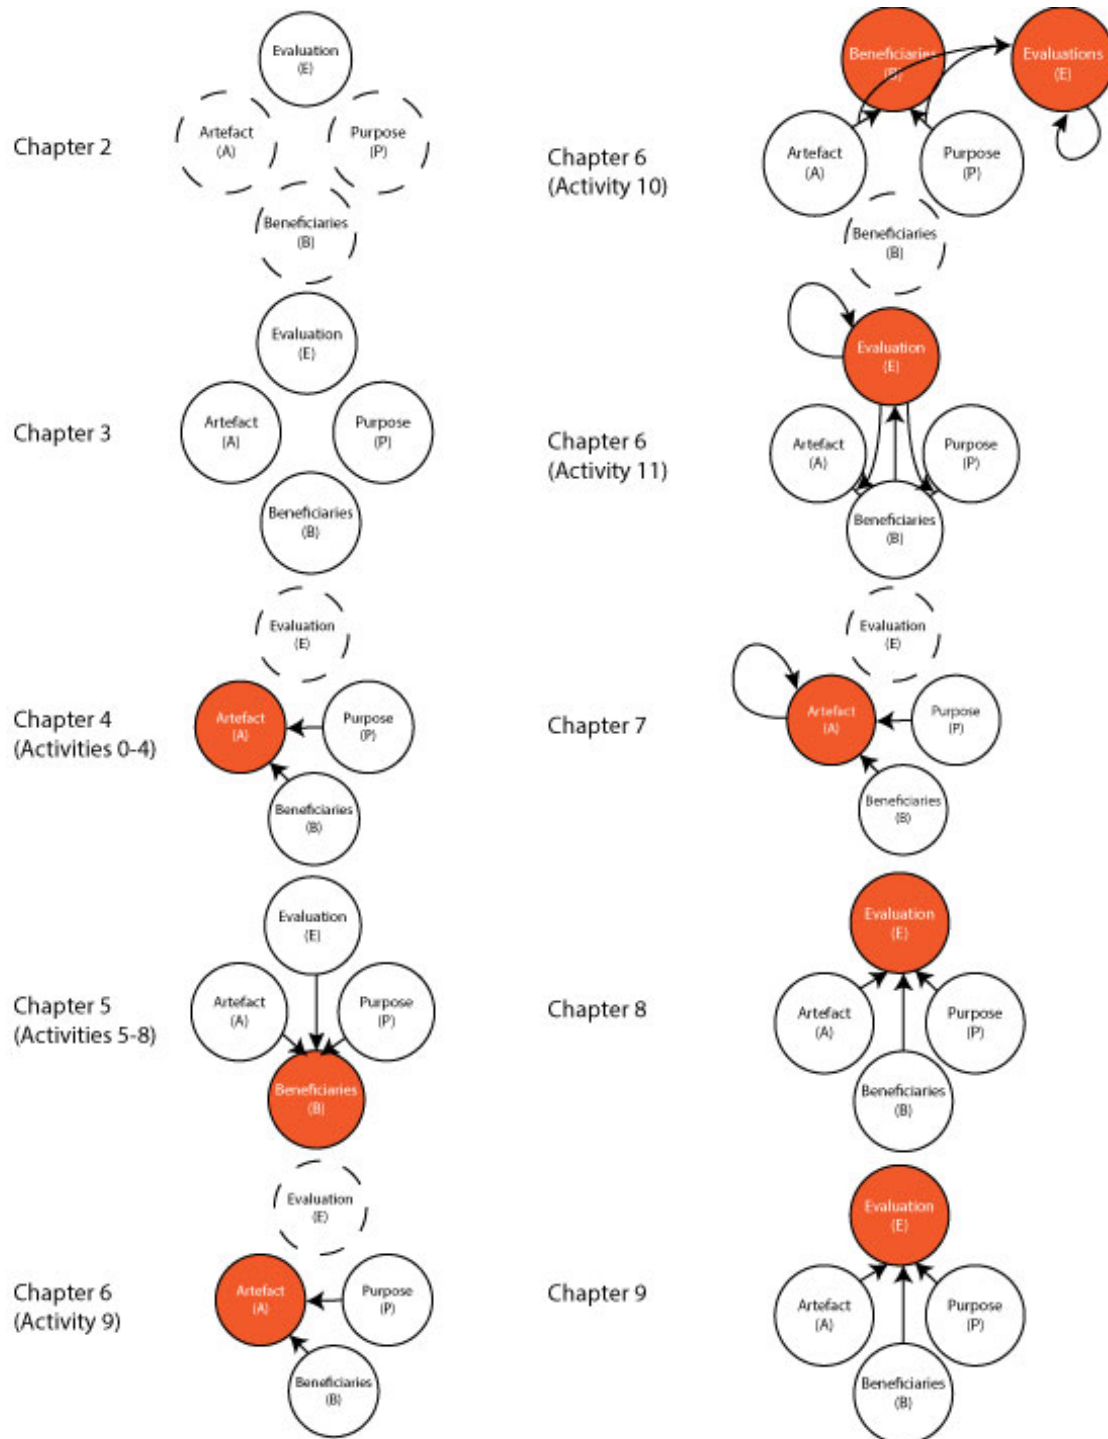 Evaluation
(E)
Chapter 2
Artefact
(A)
Purpose
(P)
Beneficiaries
(B)
Chapter 3
Evaluation
(E)
Artefact
(A)
Purpose
(P)
Beneficiaries
(B)
Evaluation
(E)
Chapter 4
(Activities 0-4)
Artefact
(A)
Purpose
(P)
Beneficiaries
(B)
Evaluation
(E)
Chapter 5
(Activities 5-8)
Artefact
(A)
Purpose
(P)
Beneficiaries
(B)
Evaluation
(E)
Chapter 6
(Activity 9)
Artefact
(A)
Purpose
(P)
Beneficiaries
(B)
Beneficiaries
(B)
Evaluations
(E)
Chapter 6
(Activity 10)
Artefact
(A)
Purpose
(P)
Beneficiaries
(B)
Evaluation
(E)
Chapter 6
(Activity 11)
Artefact
(A)
Purpose
(P)
Beneficiaries
(B)
Evaluation
(E)
Chapter 7
Artefact
(A)
Purpose
(P)
Beneficiaries
(B)
Evaluation
(E)
Chapter 8
Artefact
(A)
Purpose
(P)
Beneficiaries
(B)
Evaluation
(E)
Chapter 9
Artefact
(A)
Purpose
(P)
Beneficiaries
(B)